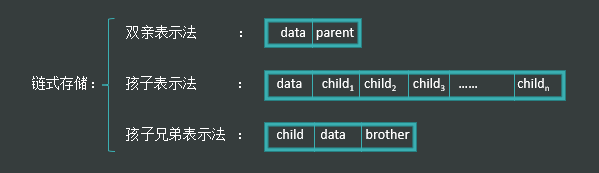 双亲表示法 : data parent
链式存储: 孩子表示法 : data child1 child2 child3 …… childn
孩子兄弟表示法 : child data brother